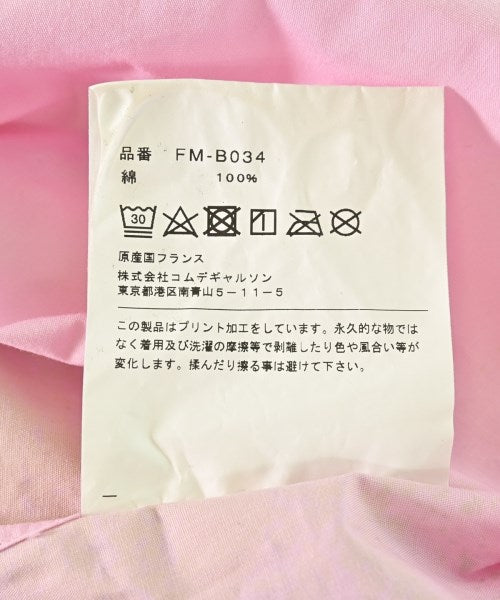 品番 FM-B034
綿 100%
30
原産国フランス
株式会社コムデギャルソン
東京都港区南青山5-11-5
この製品はプリント加工をしています。永久的な物では
なく着用及び洗濯の摩擦等で剥離したり色や風合い等が
変化します。揉んだり擦る事は避けて下さい。